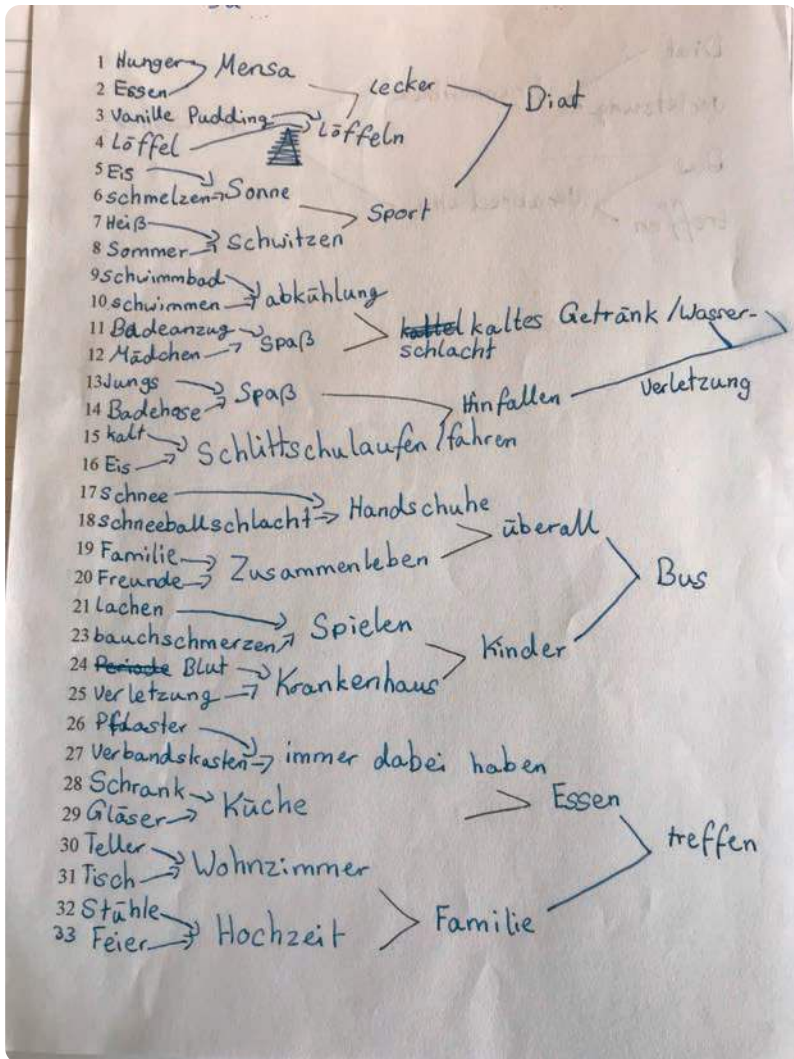 1 Hunger Mensa
2 Essen
Lecker
Diat
3 Vanille Pudding
4 Löffel
Löffeln
5 Eis
6 schmelzen Sonne
Sport
7 Heiß
8 Sommer
schwitzen
9 schwimmbad
10 schwimmen
abkühlung
11 Badeanzug
12 Mädchen
Spaß
kaltes Getränk / Wasser-
schlacht
13 Jungs
14 Badehose
Spaß
Hinfallen
Verletzung
15 kalt
16 Eis
Schlittschulaufen / fahren
17 Schnee
18 schneeballschlacht
Handschuhe
überall
19 Familie
20 Freunde
Zusammenleben
Bus
21 Lachen
23 bauchschmerzen
Spielen
Kinder
24 Periode Blut
25 Verletzung
Krankenhaus
26 Pflaster
27 Verbandskasten
immer dabei haben
28 Schrank
29 Gläser
Küche
Essen
treffen
30 Teller
31 Tisch
Wohnzimmer
32 Stühle
33 Feier
Hochzeit
Familie